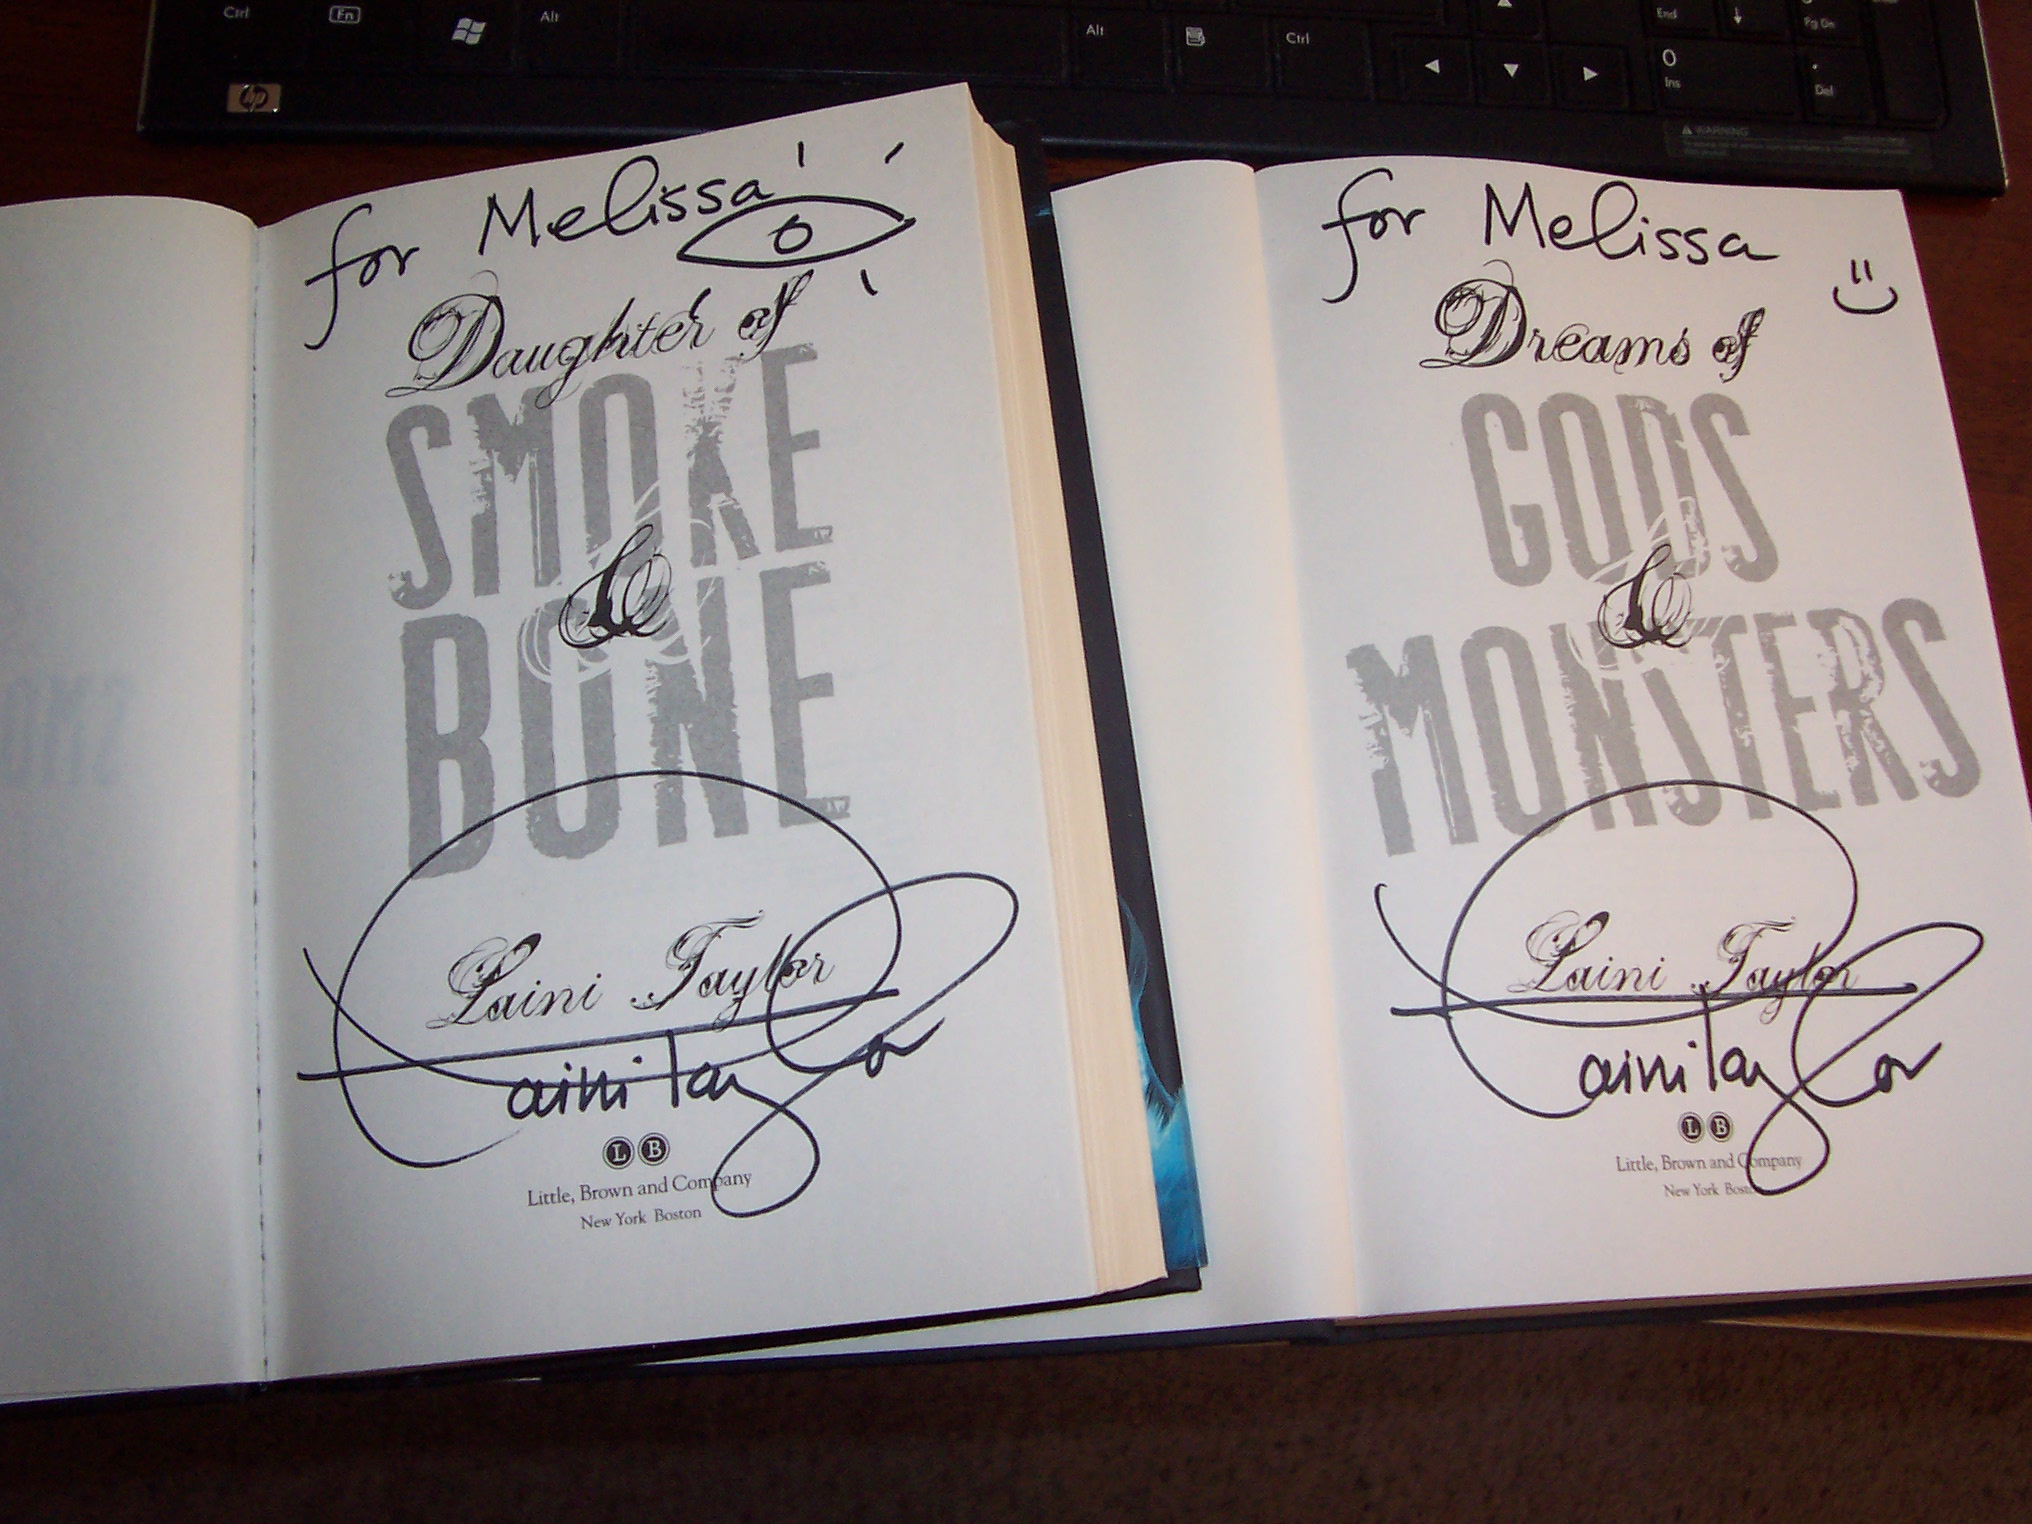 Ctrl Fn Alt Alt Ctrl End Pg Dn
0 Ins . Del
hp
WARNING
for Melissa
Daughter of
SMOKE
&
BONE
Laini Taylor
Laini Taylor
L B
Little, Brown and Company
New York Boston
for Melissa
Dreams of
GODS
&
MONSTERS
Laini Taylor
Laini Taylor
L B
Little, Brown and Company
New York Boston